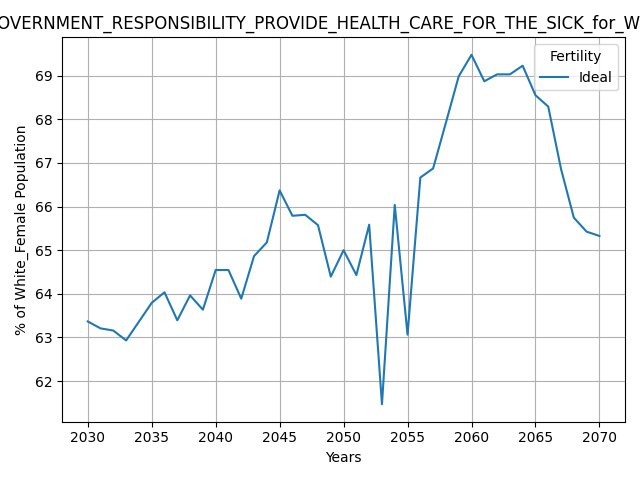 OVERNMENT_RESPONSIBILITY_PROVIDE_HEALTH_CARE_FOR_THE_SICK_for_W
Fertility
Ideal
% of White_Female Population
69
68
67
66
65
64
63
62
2030 2035 2040 2045 2050 2055 2060 2065 2070
Years